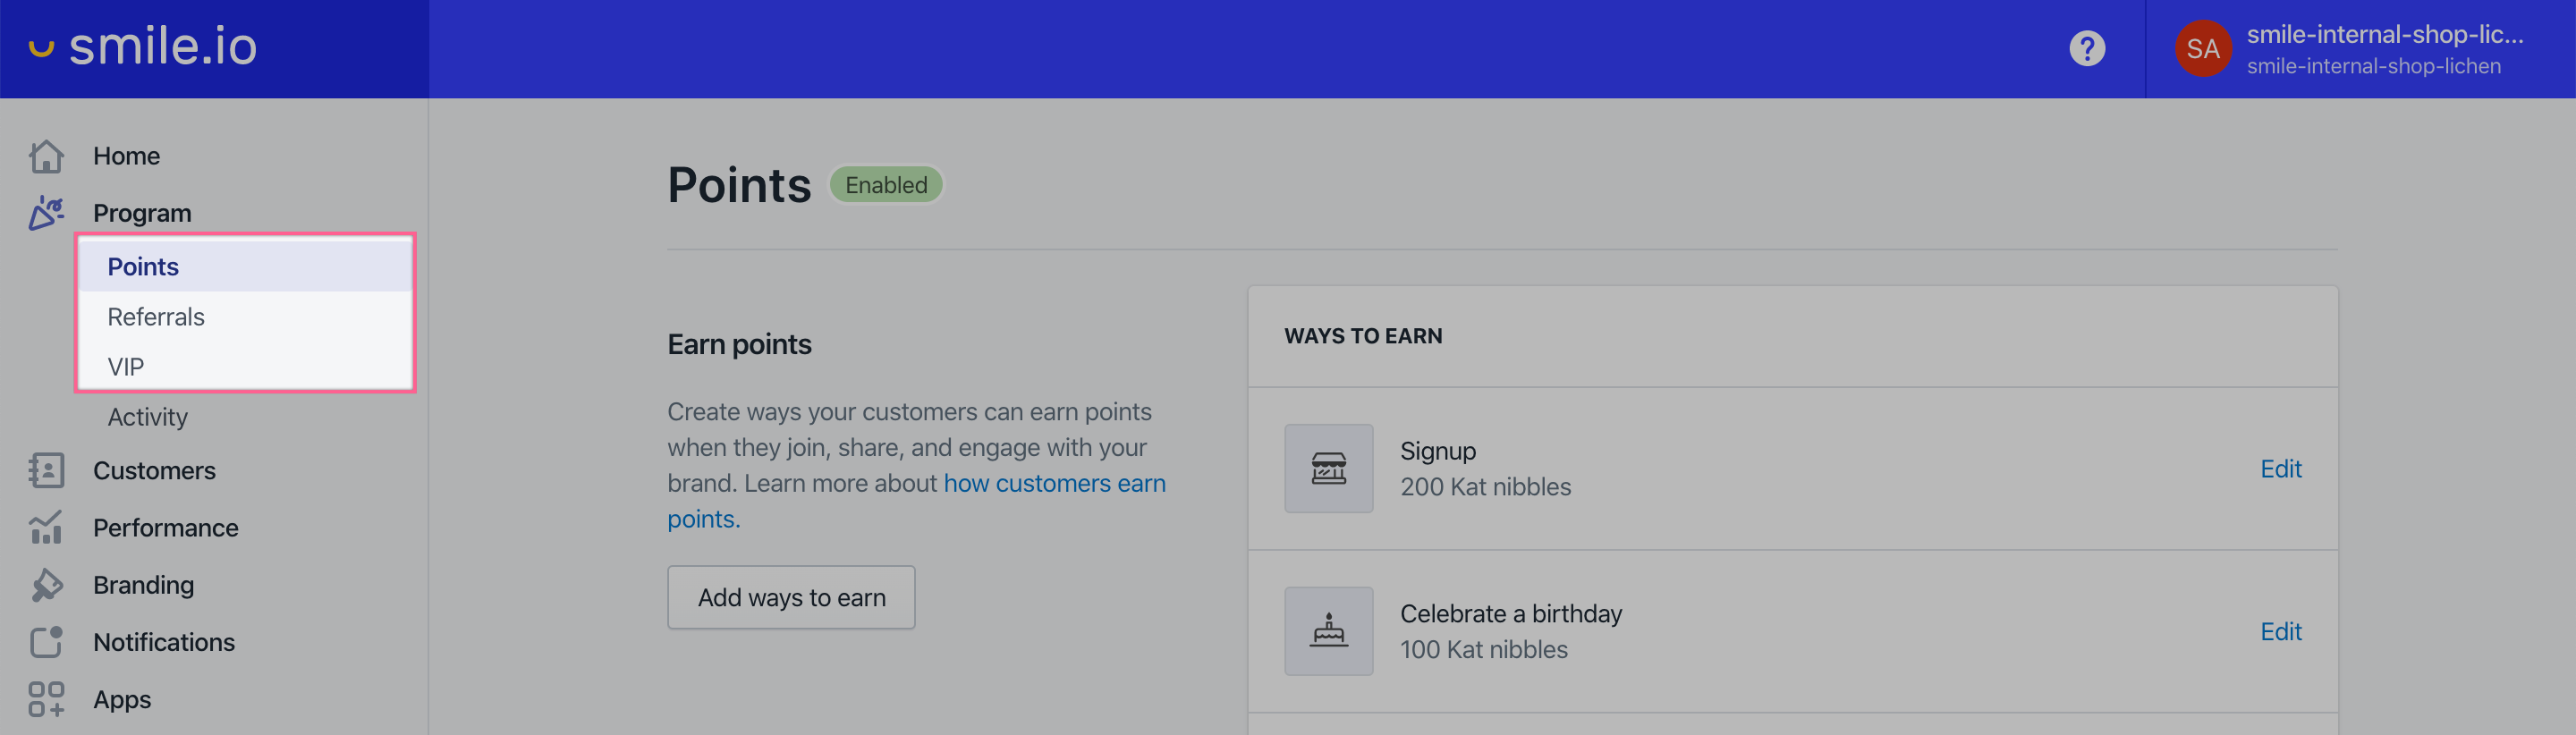 smile.io
?
SA
smile-internal-shop-lic...
smile-internal-shop-lichen
Home
Program
Points
Referrals
VIP
Activity
Customers
Performance
Branding
Notifications
Apps
Points
Enabled
Earn points
Create ways your customers can earn points
when they join, share, and engage with your
brand. Learn more about how customers earn
points.
Add ways to earn
WAYS TO EARN
Signup
200 Kat nibbles
Edit
Celebrate a birthday
100 Kat nibbles
Edit